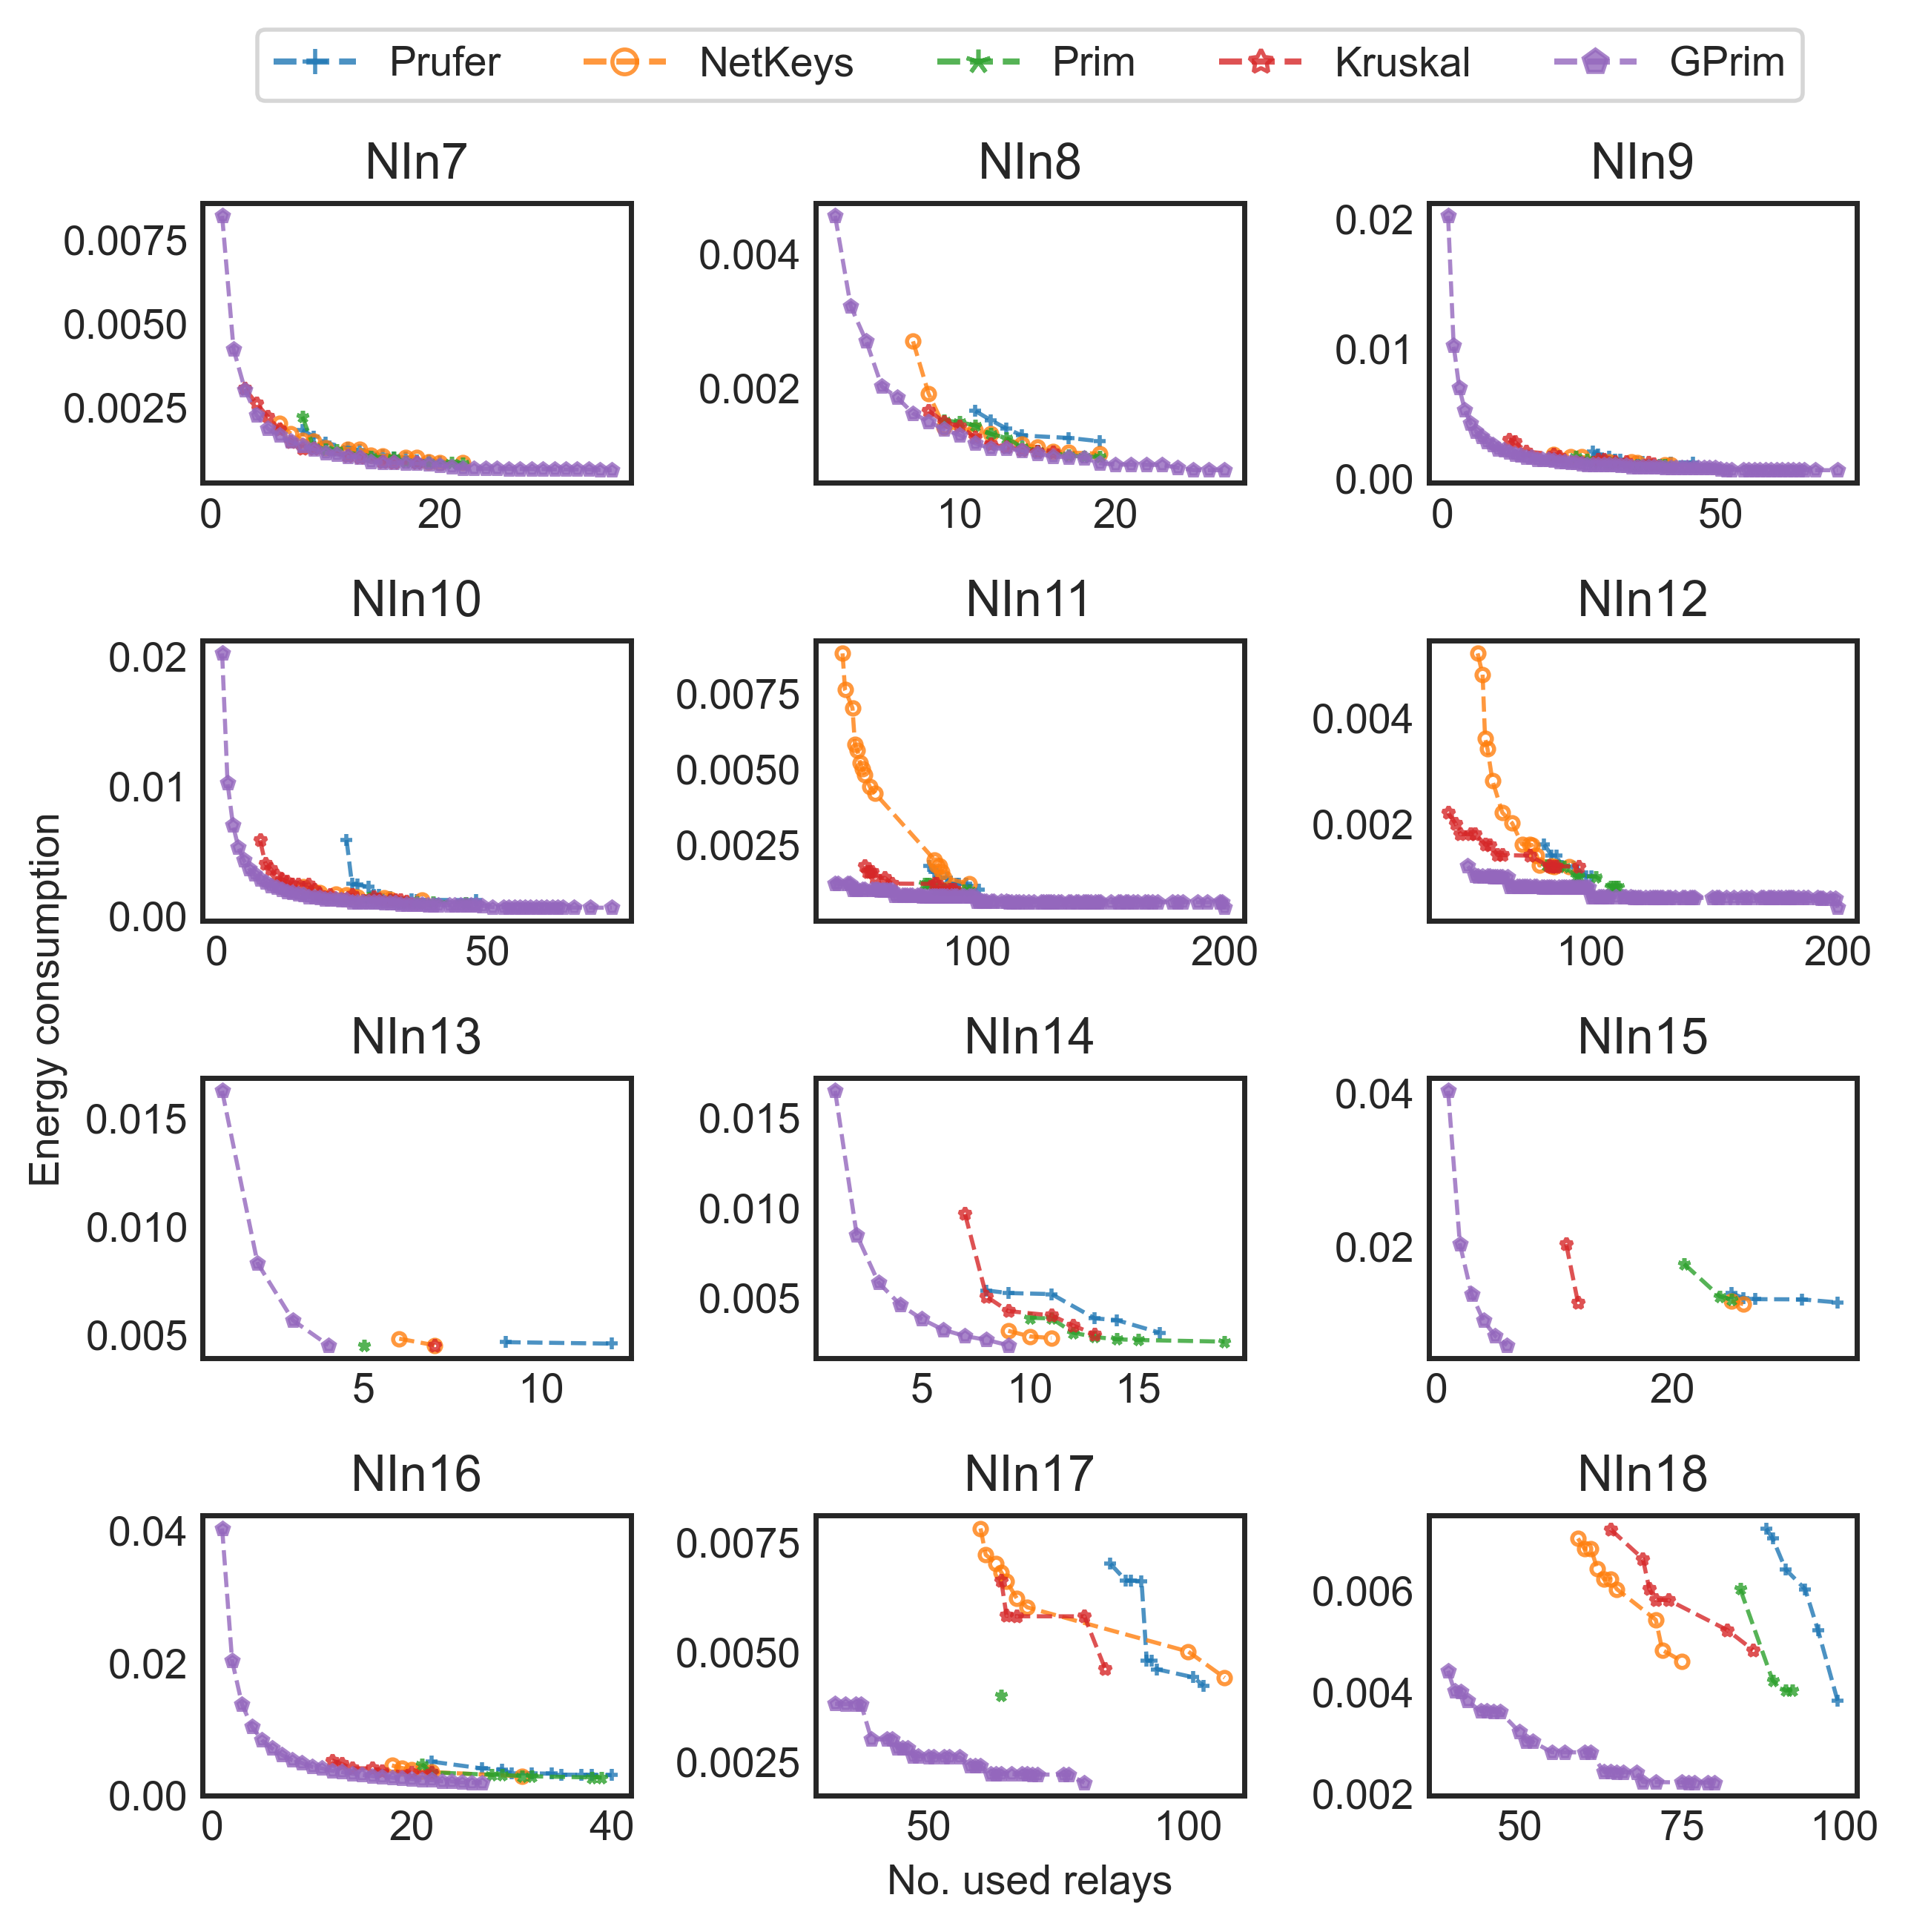 Prufer NetKeys Prim Kruskal GPrim
NIn7 NIn8 NIn9
0.0075 0.0050 0.0025
0 20
0.004 0.002
10 20
0.02 0.01 0.00
0 50
NIn10 NIn11 NIn12
0.02 0.01 0.00
0 50
0.0075 0.0050 0.0025
100 200
0.004 0.002
100 200
Energy consumption
NIn13 NIn14 NIn15
0.015 0.010 0.005
5 10
0.015 0.010 0.005
5 10 15
0.04 0.02
0 20
NIn16 NIn17 NIn18
0.04 0.02 0.00
0 20 40
0.0075 0.0050 0.0025
50 100
0.006 0.004 0.002
50 75 100
No. used relays